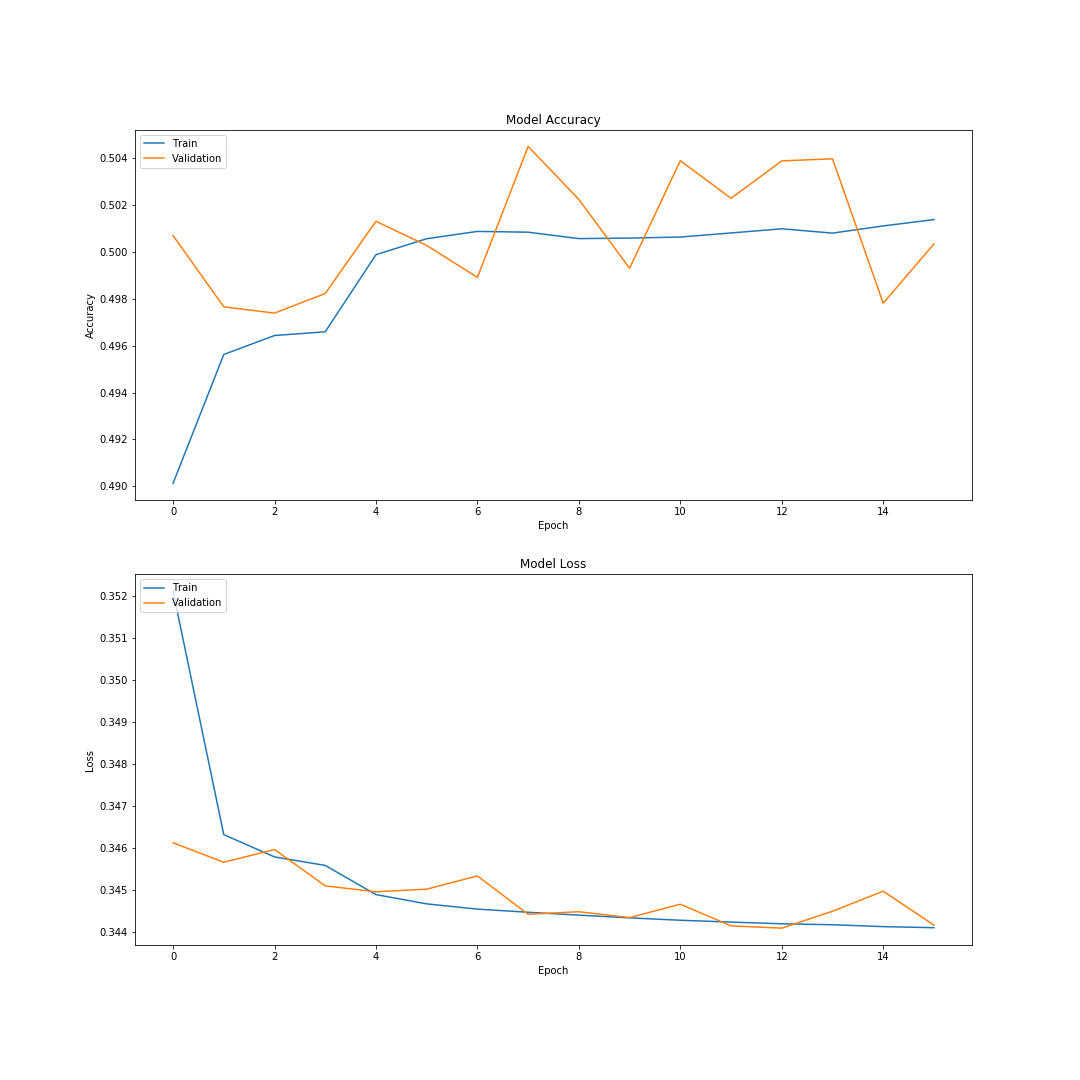 Model Accuracy
Train
Validation
0.504
0.502
0.500
0.498
0.496
0.494
0.492
0.490
Accuracy
0 2 4 6 8 10 12 14
Epoch
Model Loss
Train
Validation
0.352
0.351
0.350
0.349
0.348
0.347
0.346
0.345
0.344
Loss
0 2 4 6 8 10 12 14
Epoch